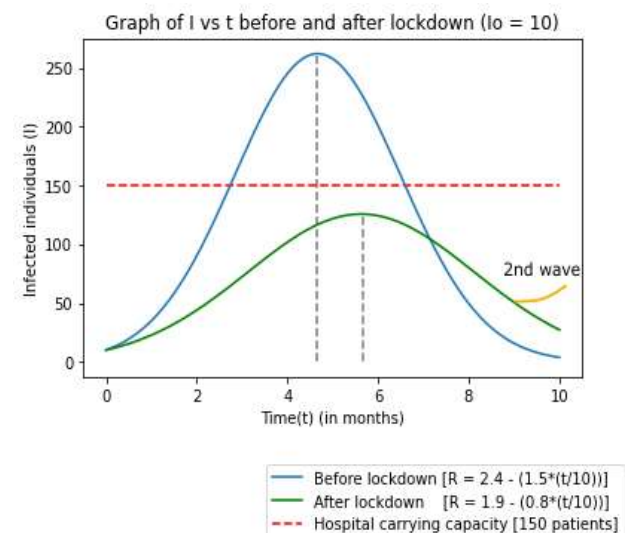 Graph of I vs t before and after lockdown (Io = 10)
250
200
150
100
50
0
Infected individuals (I)
2nd wave
0 2 4 6 8 10
Time(t) (in months)
Before lockdown [R = 2.4 - (1.5*(t/10))]
After lockdown [R = 1.9 - (0.8*(t/10))]
Hospital carrying capacity [150 patients]